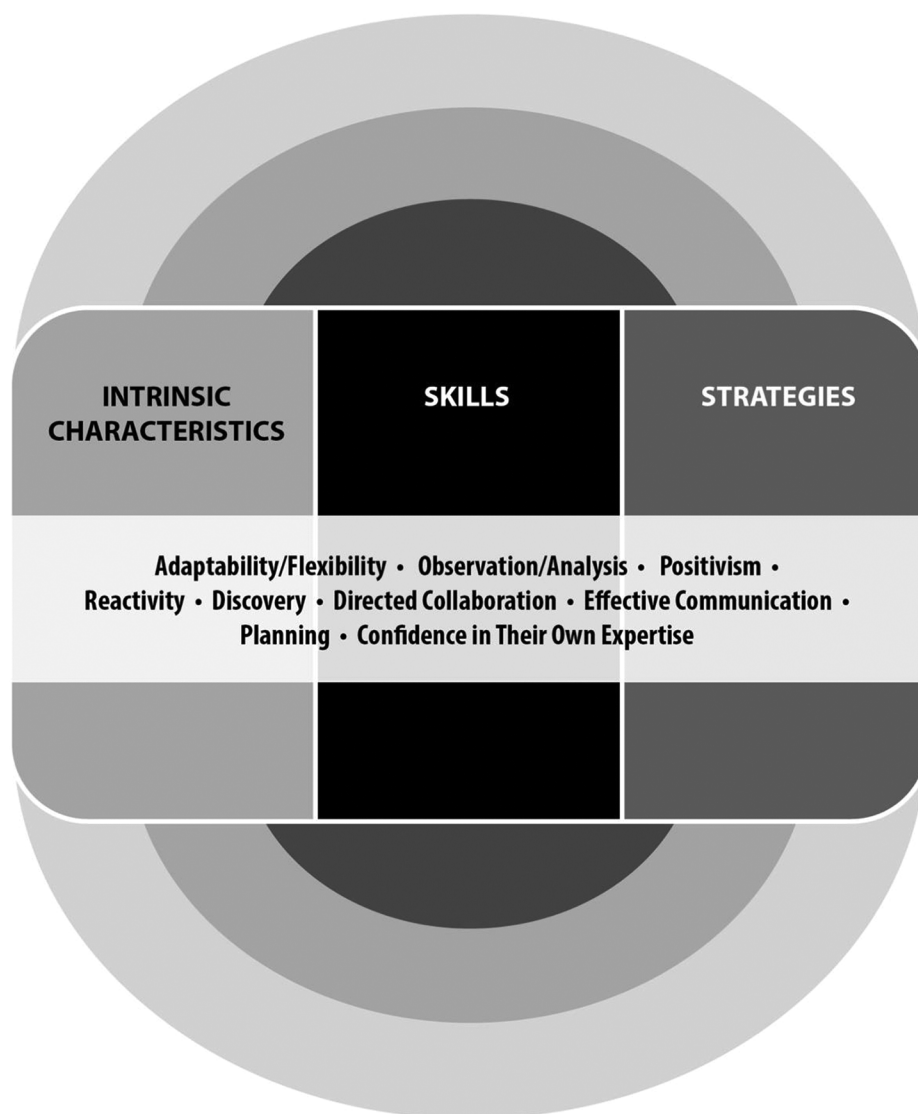 INTRINSIC
CHARACTERISTICS
SKILLS
STRATEGIES
Adaptability/Flexibility • Observation/Analysis • Positivism •
Reactivity • Discovery • Directed Collaboration • Effective Communication •
Planning • Confidence in Their Own Expertise